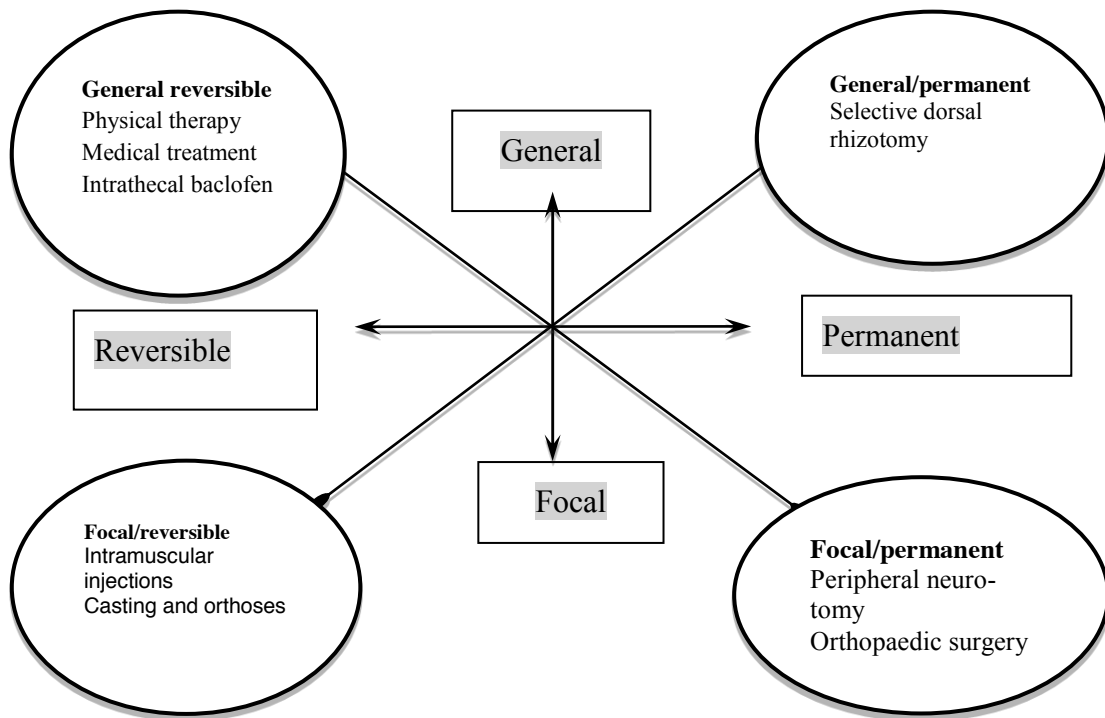 General reversible
Physical therapy
Medical treatment
Intrathecal baclofen
General
General/permanent
Selective dorsal
rhizotomy
Reversible
Permanent
Focal/reversible
Intramuscular
injections
Casting and orthoses
Focal
Focal/permanent
Peripheral neuro-
tomy
Orthopaedic surgery